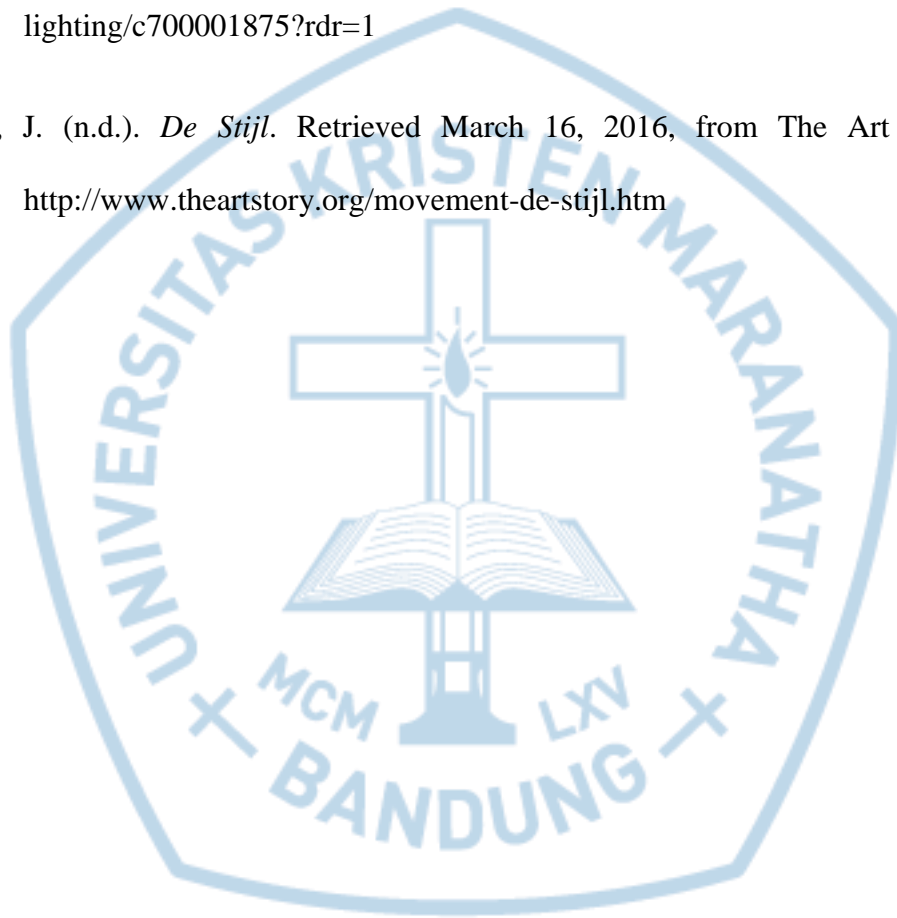 lighting/c700001875?rdr=1
, J. (n.d.). De Stijl. Retrieved March 16, 2016, from The Art
http://www.theartstory.org/movement-de-stijl.htm
UNIVERSITAS KRISTEN MARANATHA
MCM LXV
BANDUNG